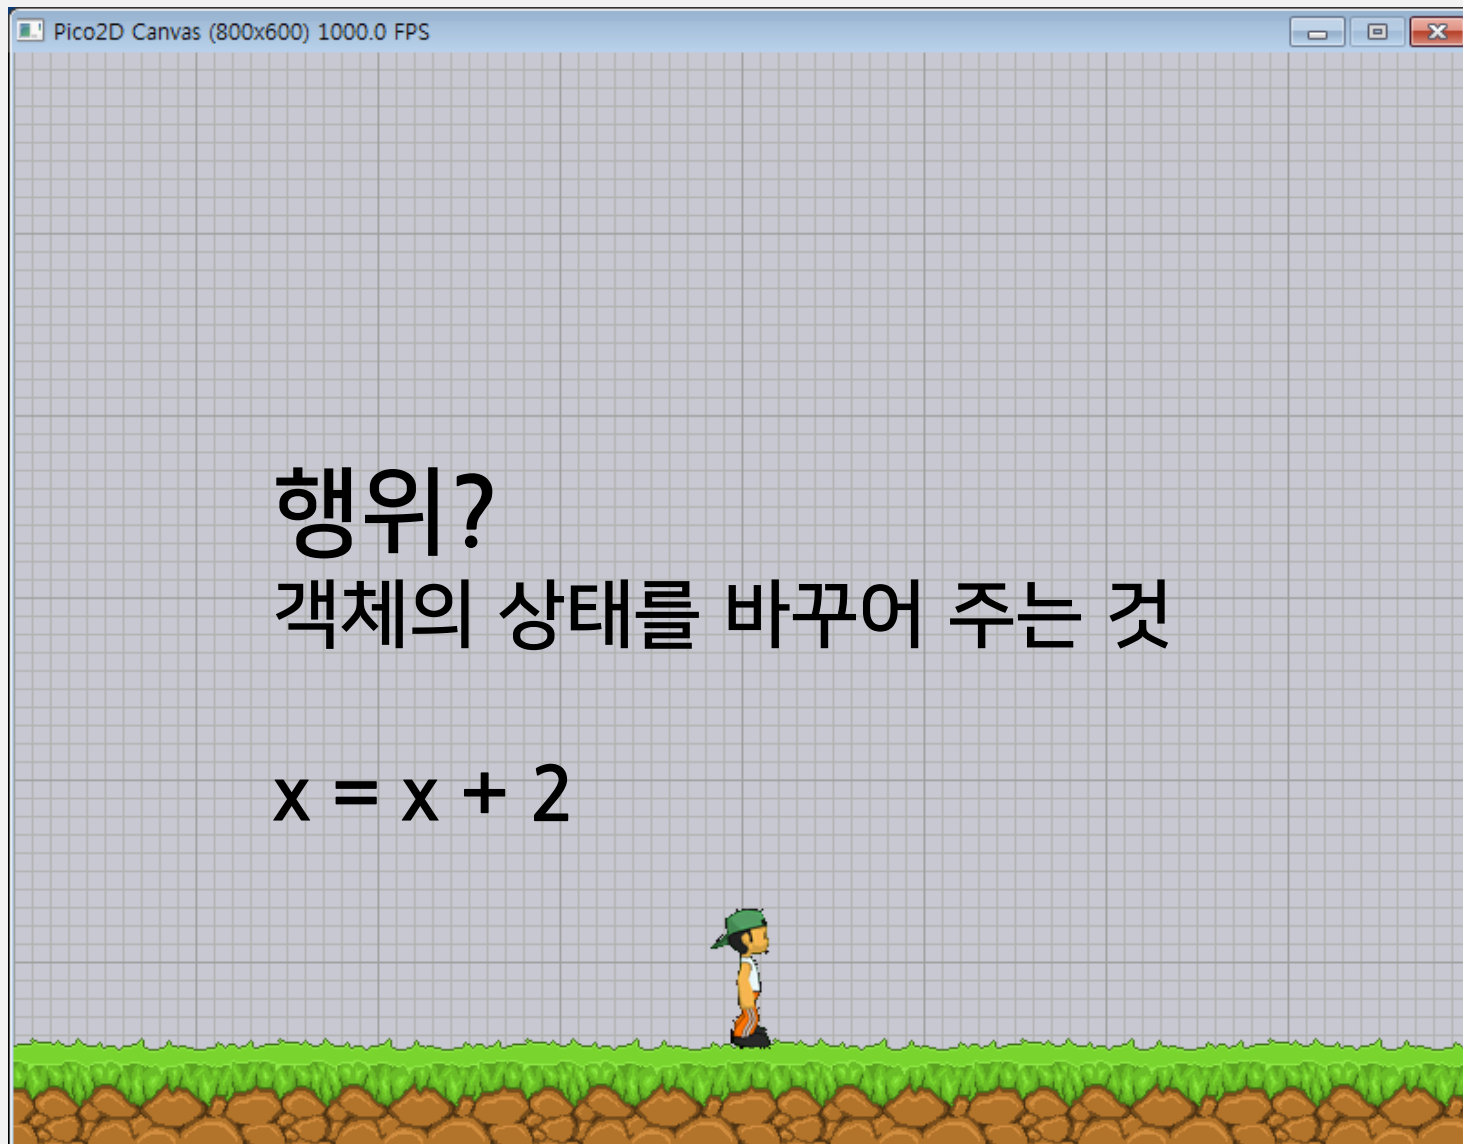 Pico2D Canvas (800x600) 1000.0 FPS
행위?
객체의 상태를 바꾸어 주는 것
x = x + 2